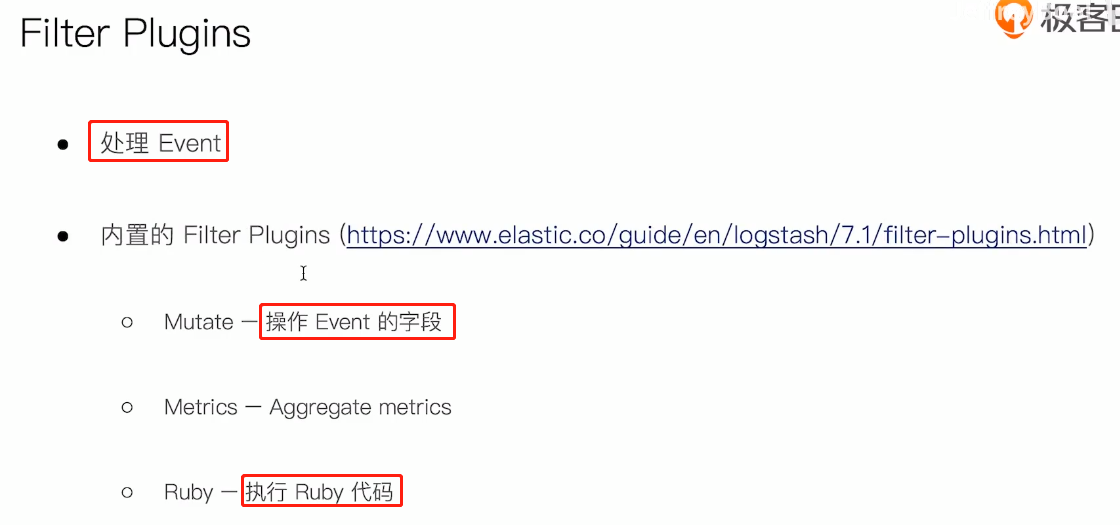 Filter Plugins
极客
处理 Event
内置的 Filter Plugins (https://www.elastic.co/guide/en/logstash/7.1/filter-plugins.html)
Mutate — 操作 Event 的字段
Metrics — Aggregate metrics
Ruby — 执行 Ruby 代码